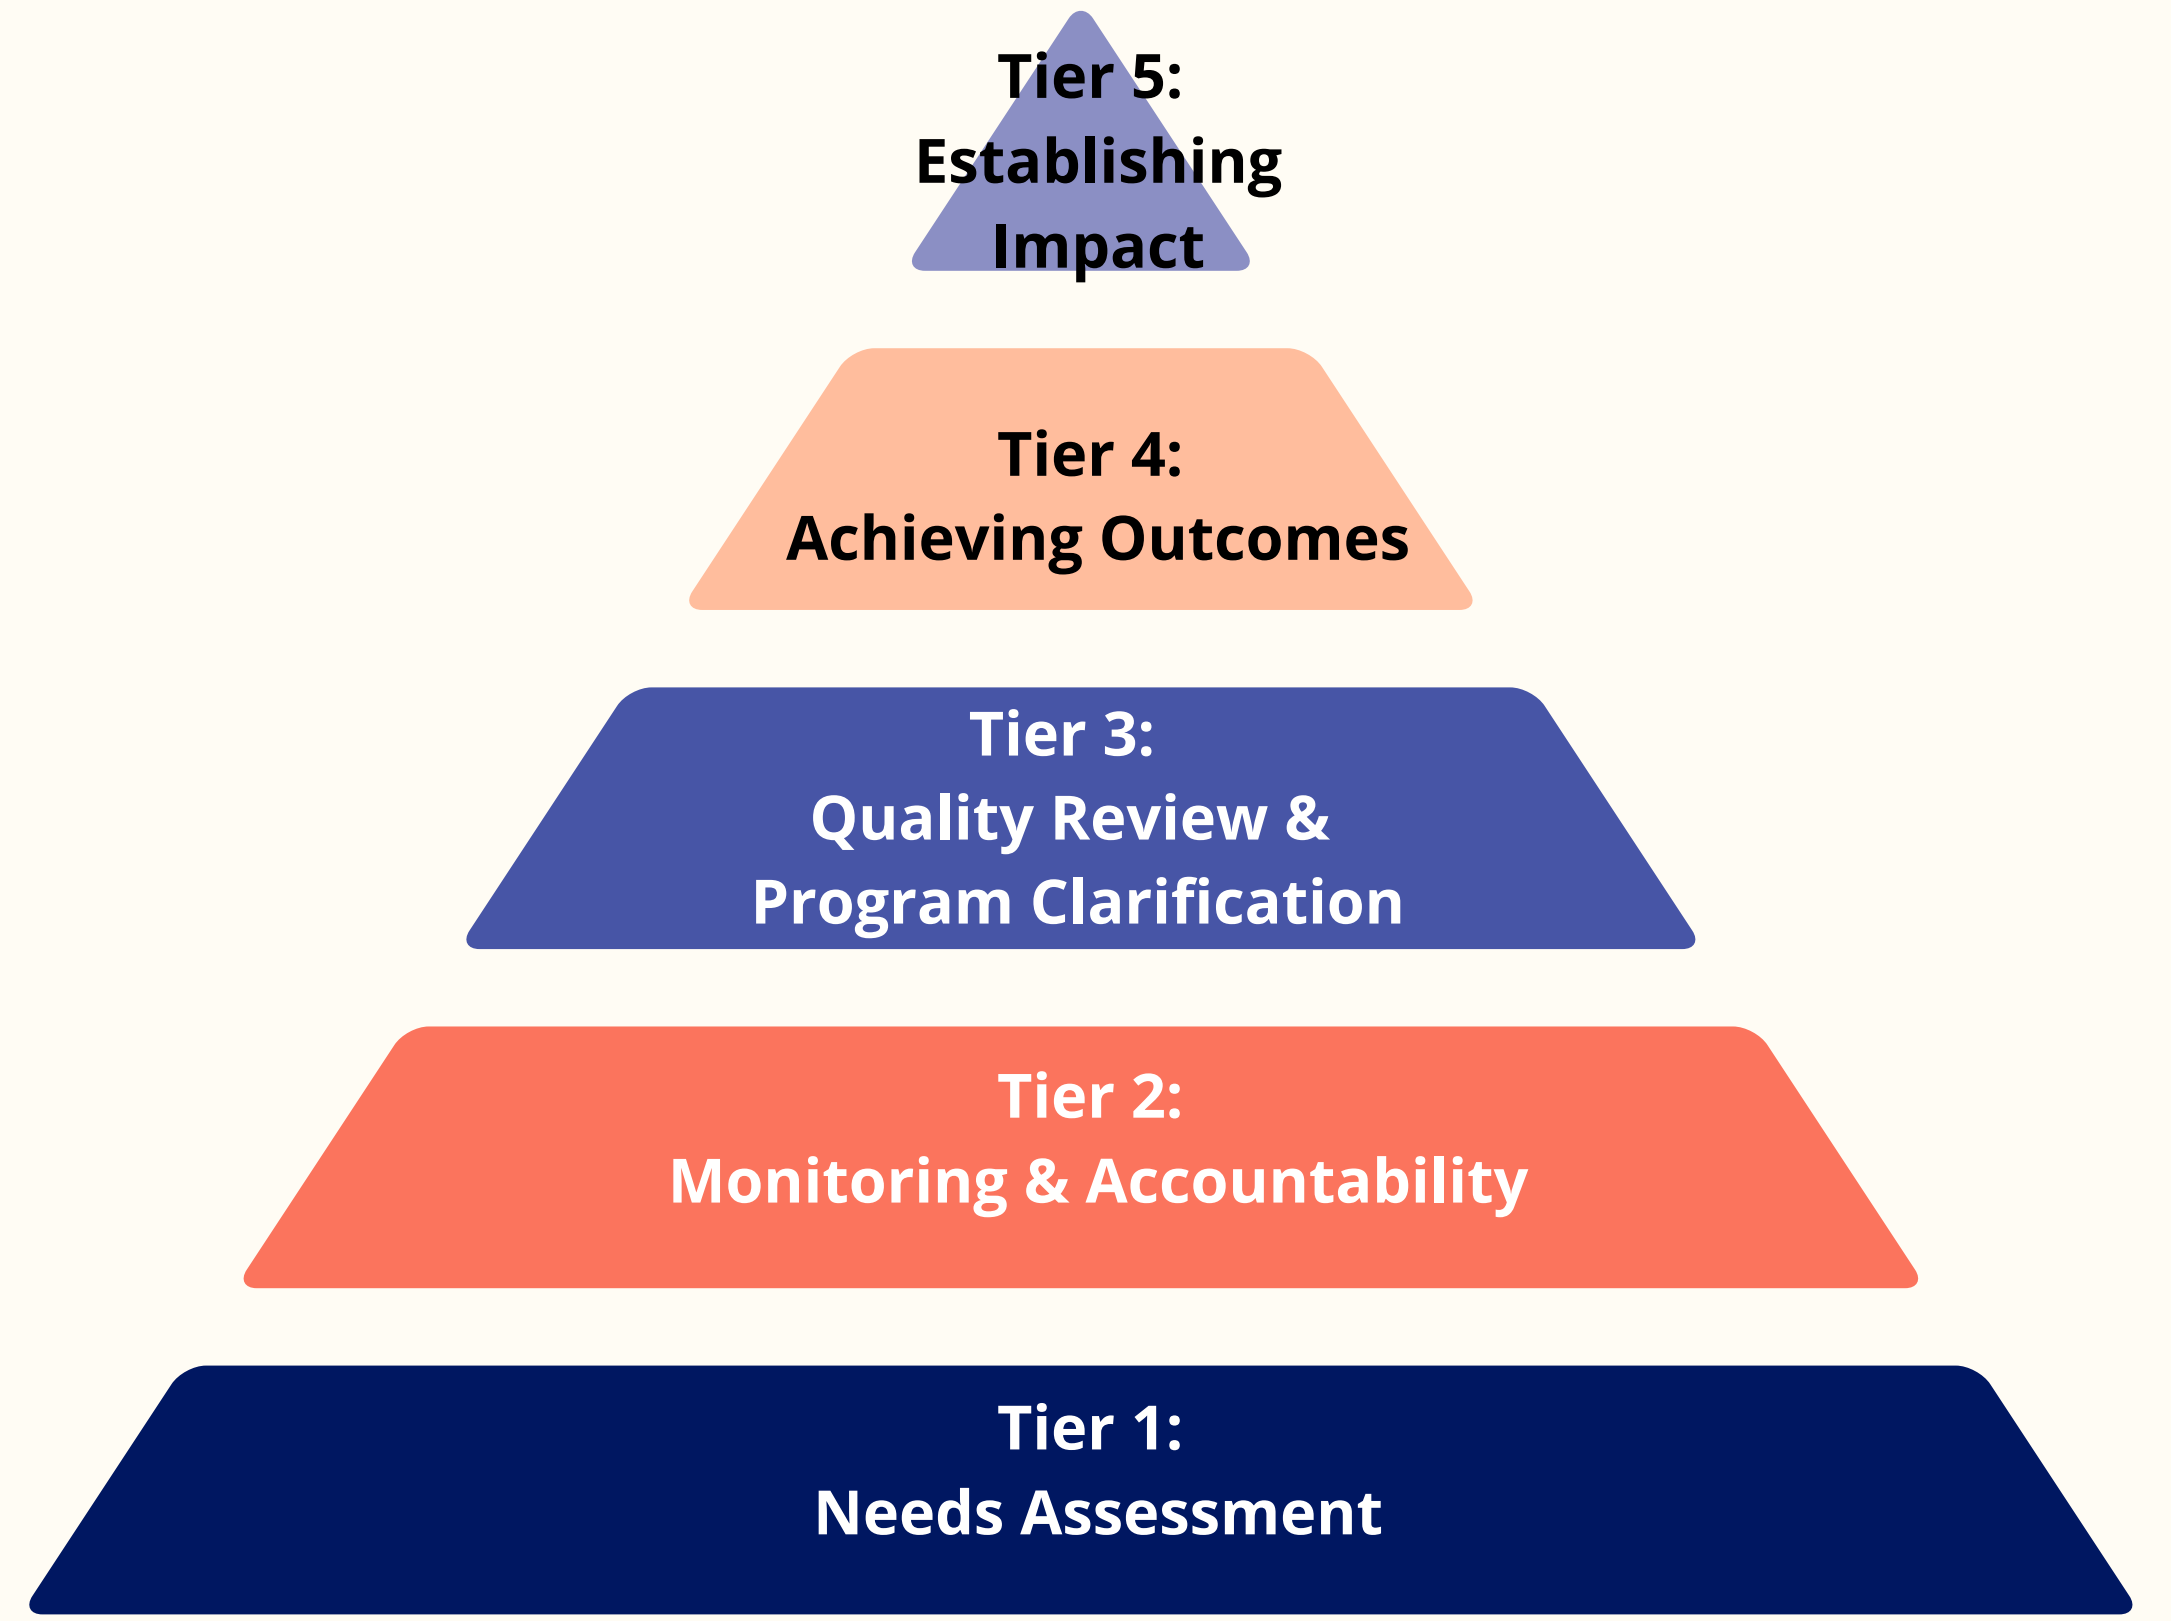 Tier 5:
Establishing
Impact
Tier 4:
Achieving Outcomes
Tier 3:
Quality Review &
Program Clarification
Tier 2:
Monitoring & Accountability
Tier 1:
Needs Assessment